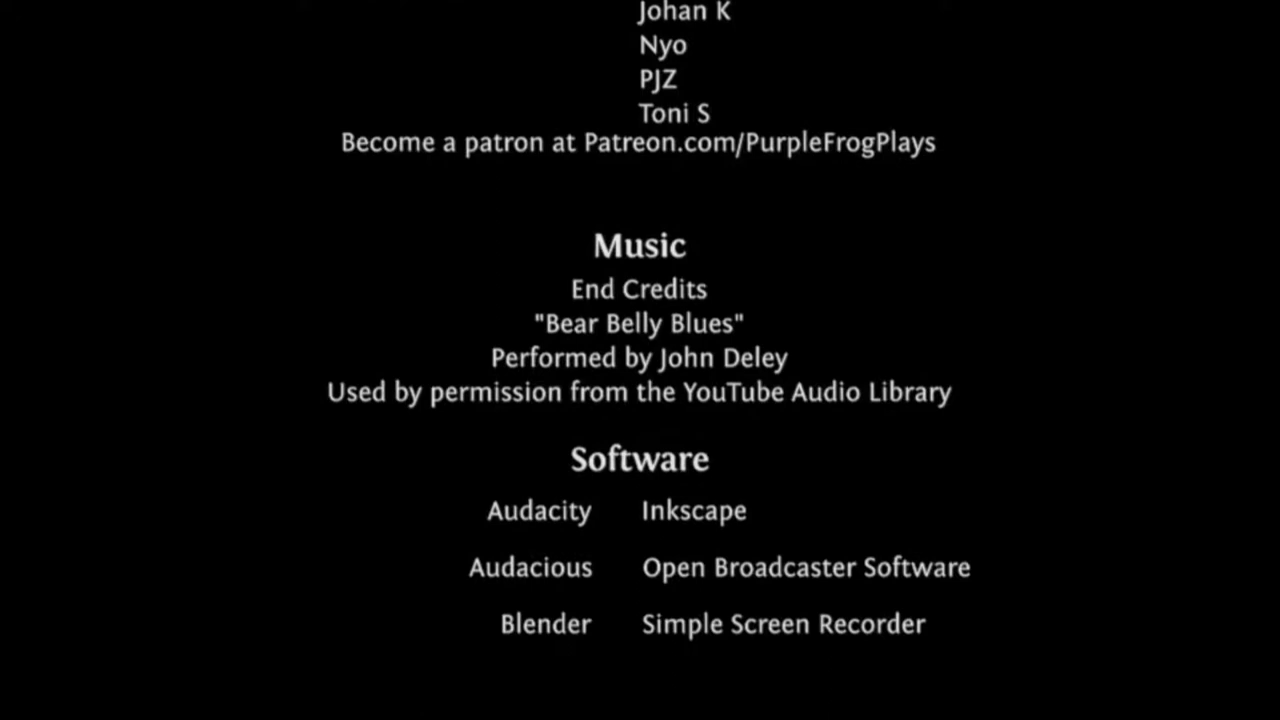 Johan K
Nyo
PJZ
Toni S
Become a patron at Patreon.com/PurpleFrogPlays
Music
End Credits
"Bear Belly Blues"
Performed by John Deley
Used by permission from the YouTube Audio Library
Software
Audacity Inkscape
Audacious Open Broadcaster Software
Blender Simple Screen Recorder